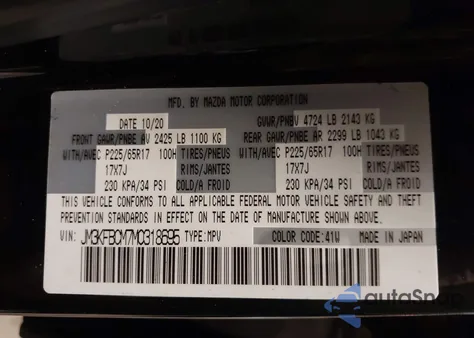 MFD. BY MAZDA MOTOR CORPORATION
DATE 10/20 GVWR/PNBV 4724 LB 2143 KG
FRONT GAWR/PNBE AV 2425 LB 1100 KG REAR GAWR/PNBE AR 2299 LB 1043 KG
WITH/AVEC P225/65R17 100H TIRES/PNEUS WITH/AVEC P225/65R17 100H TIRES/PNEUS
17X7J RIMS/JANTES 17X7J RIMS/JANTES
230 KPA/34 PSI COLD/A FROID 230 KPA/34 PSI COLD/A FROID
THIS VEHICLE CONFORMS TO ALL APPLICABLE FEDERAL MOTOR VEHICLE SAFETY AND THEFT
PREVENTION STANDARDS IN EFFECT ON THE DATE OF MANUFACTURE SHOWN ABOVE.
VIN: JM3KFBCM7M0318695 TYPE:MPV COLOR CODE:41W MADE IN JAPAN
autoSnap